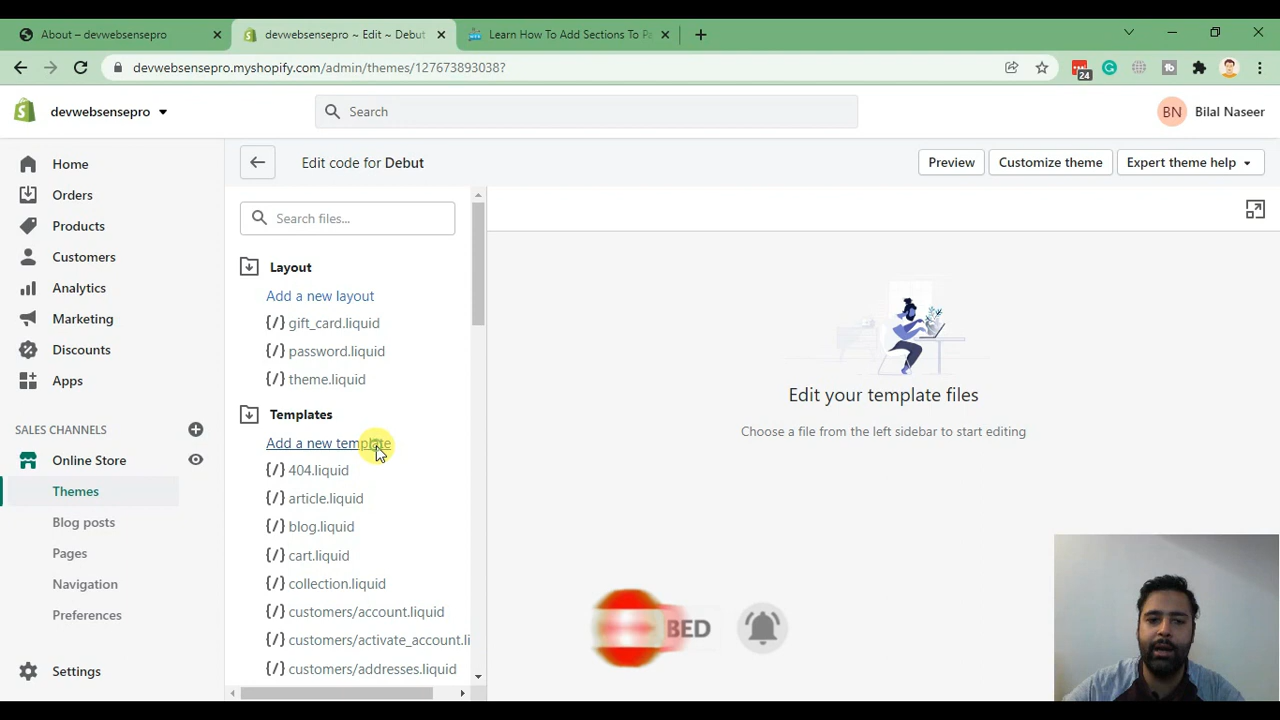 About – devwebsensepro
devwebsensepro ~ Edit ~ Debut
Learn How To Add Sections To Pa
devwebsensepro.myshopify.com/admin/themes/127673893038?
24
devwebsensepro
Search
BN
Bilal Naseer
Home
Orders
Products
Customers
Analytics
Marketing
Discounts
Apps
SALES CHANNELS
Online Store
Themes
Blog posts
Pages
Navigation
Preferences
Settings
Edit code for Debut
Preview
Customize theme
Expert theme help
Search files...
Layout
Add a new layout
{/} gift_card.liquid
{/} password.liquid
{/} theme.liquid
Templates
Add a new template
{/} 404.liquid
{/} article.liquid
{/} blog.liquid
{/} cart.liquid
{/} collection.liquid
{/} customers/account.liquid
{/} customers/activate_account.li
{/} customers/addresses.liquid
Edit your template files
Choose a file from the left sidebar to start editing
BED